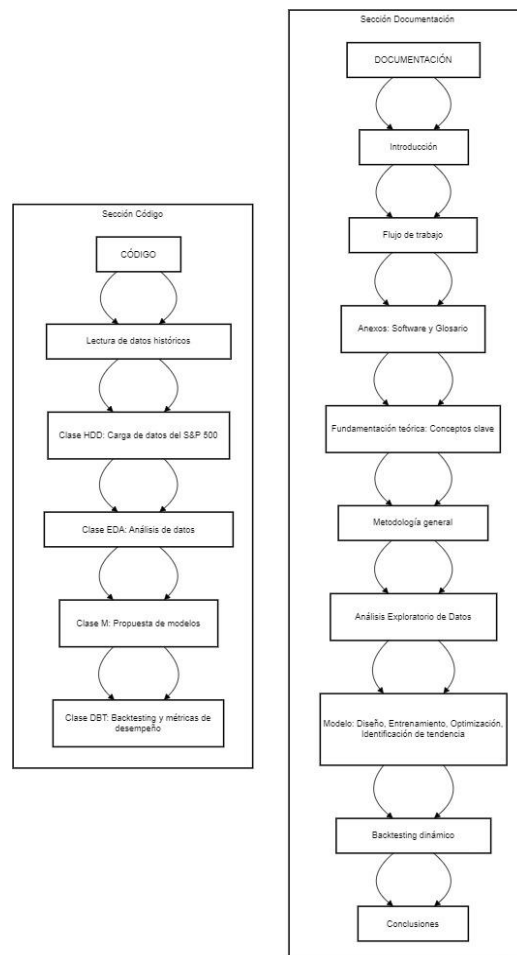 Sección Código
CÓDIGO
Lectura de datos históricos
Clase HDD: Carga de datos del S&P 500
Clase EDA: Análisis de datos
Clase M: Propuesta de modelos
Clase DBT: Backtesting y métricas de
desempeño
Sección Documentación
DOCUMENTACIÓN
Introducción
Flujo de trabajo
Anexos: Software y Glosario
Fundamentación teórica: Conceptos clave
Metodología general
Análisis Exploratorio de Datos
Modelo: Diseño, Entrenamiento, Optimización,
Identificación de tendencia
Backtesting dinámico
Conclusiones